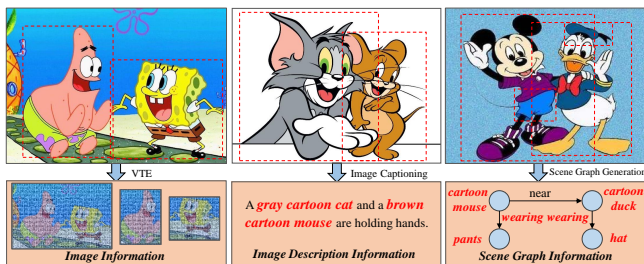 VTE
Image Captioning
Scene Graph Generation
Image Information
A gray cartoon cat and a brown
cartoon mouse are holding hands.
Image Description Information
cartoon
mouse
near
cartoon
duck
wearing wearing
pants
hat
Scene Graph Information